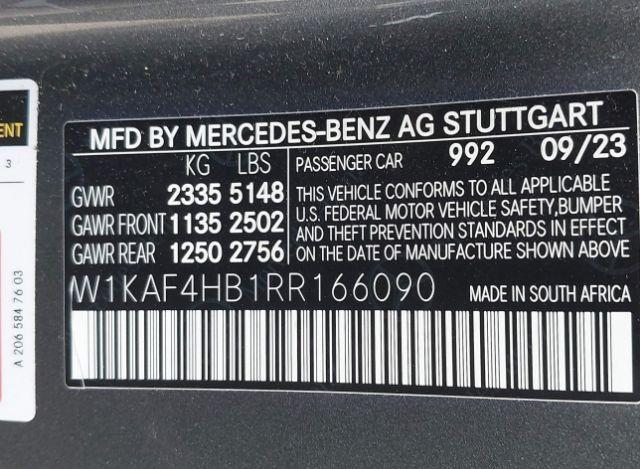 ENT
3
A 206 584 76 03
MFD BY MERCEDES-BENZ AG STUTTGART
KG LBS
GVWR 2335 5148
GAWR FRONT 1135 2502
GAWR REAR 1250 2756
PASSENGER CAR 992 09/23
THIS VEHICLE CONFORMS TO ALL APPLICABLE
U.S. FEDERAL MOTOR VEHICLE SAFETY, BUMPER
AND THEFT PREVENTION STANDARDS IN EFFECT
ON THE DATE OF MANUFACTURE SHOWN ABOVE
W1KAF4HB1RR166090 MADE IN SOUTH AFRICA